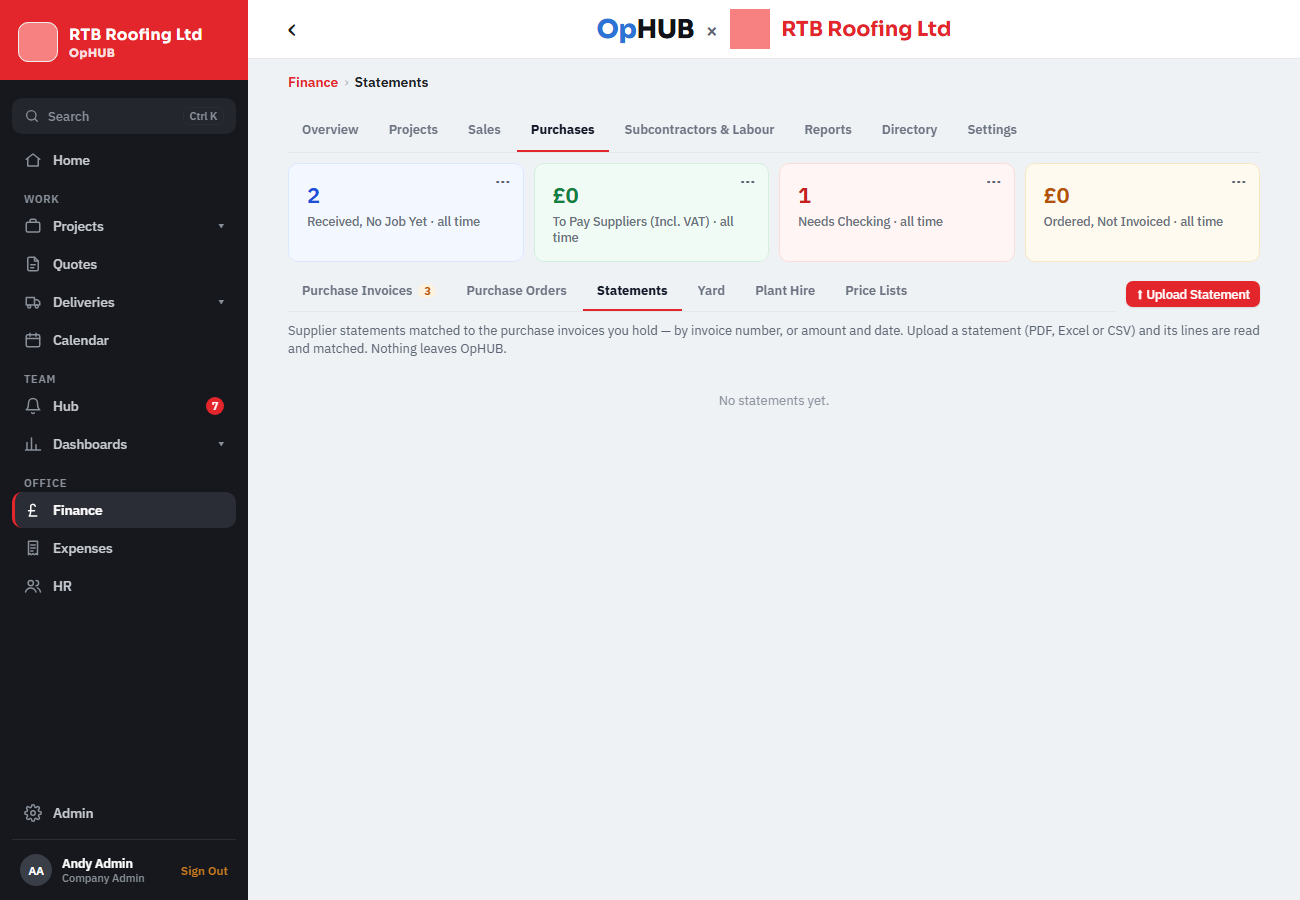 RTB Roofing Ltd
OpHUB
Search Ctrl K
Home
WORK
Projects
Quotes
Deliveries
Calendar
TEAM
Hub 7
Dashboards
OFFICE
Finance
Expenses
HR
Admin
AA
Andy Admin
Company Admin
Sign Out
OpHUB × RTB Roofing Ltd
Finance › Statements
Overview Projects Sales Purchases Subcontractors & Labour Reports Directory Settings
2
Received, No Job Yet · all time
£0
To Pay Suppliers (Incl. VAT) · all
time
1
Needs Checking · all time
£0
Ordered, Not Invoiced · all time
Purchase Invoices 3 Purchase Orders Statements Yard Plant Hire Price Lists
⬆ Upload Statement
Supplier statements matched to the purchase invoices you hold — by invoice number, or amount and date. Upload a statement (PDF, Excel or CSV) and its lines are read
and matched. Nothing leaves OpHUB.
No statements yet.